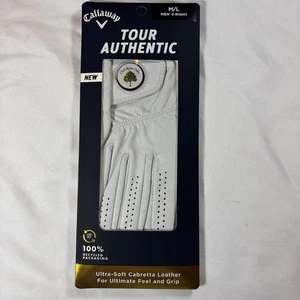 Callaway
M/L
MEN'S RIGHT
TOUR
AUTHENTIC
NEW
100%
RECYCLED
PACKAGING
Ultra-Soft Cabretta Leather
For Ultimate Feel and Grip